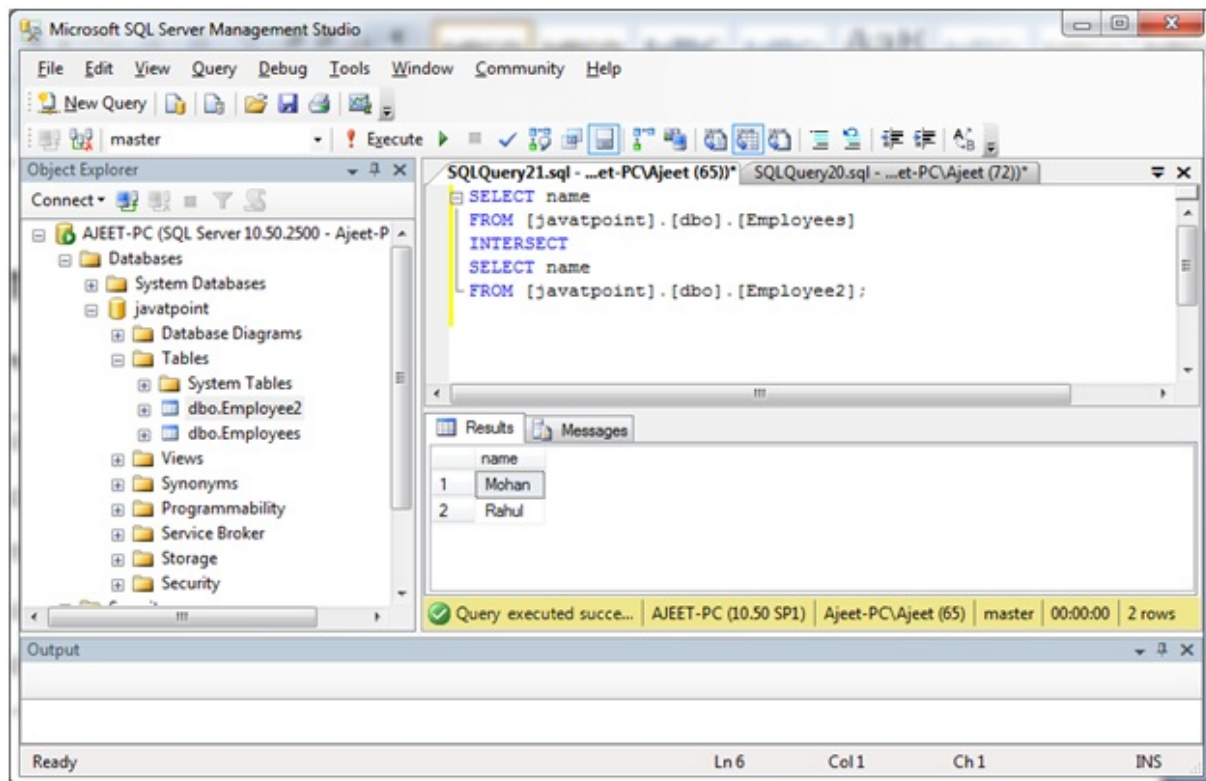 Microsoft SQL Server Management Studio
File Edit View Query Debug Tools Window Community Help
New Query
master Execute
Object Explorer
Connect
AJEET-PC (SQL Server 10.50.2500 - Ajeet-P
Databases
System Databases
javatpoint
Database Diagrams
Tables
System Tables
dbo.Employee2
dbo.Employees
Views
Synonyms
Programmability
Service Broker
Storage
Security
SQLQuery21.sql - ...et-PC\Ajeet (65))* SQLQuery20.sql - ...et-PC\Ajeet (72))*
SELECT name
FROM [javatpoint].[dbo].[Employees]
INTERSECT
SELECT name
FROM [javatpoint].[dbo].[Employee2];
Results Messages
name
1 Mohan
2 Rahul
Query executed succe... AJEET-PC (10.50 SP1) Ajeet-PC\Ajeet (65) master 00:00:00 2 rows
Output
Ready Ln 6 Col 1 Ch 1 INS